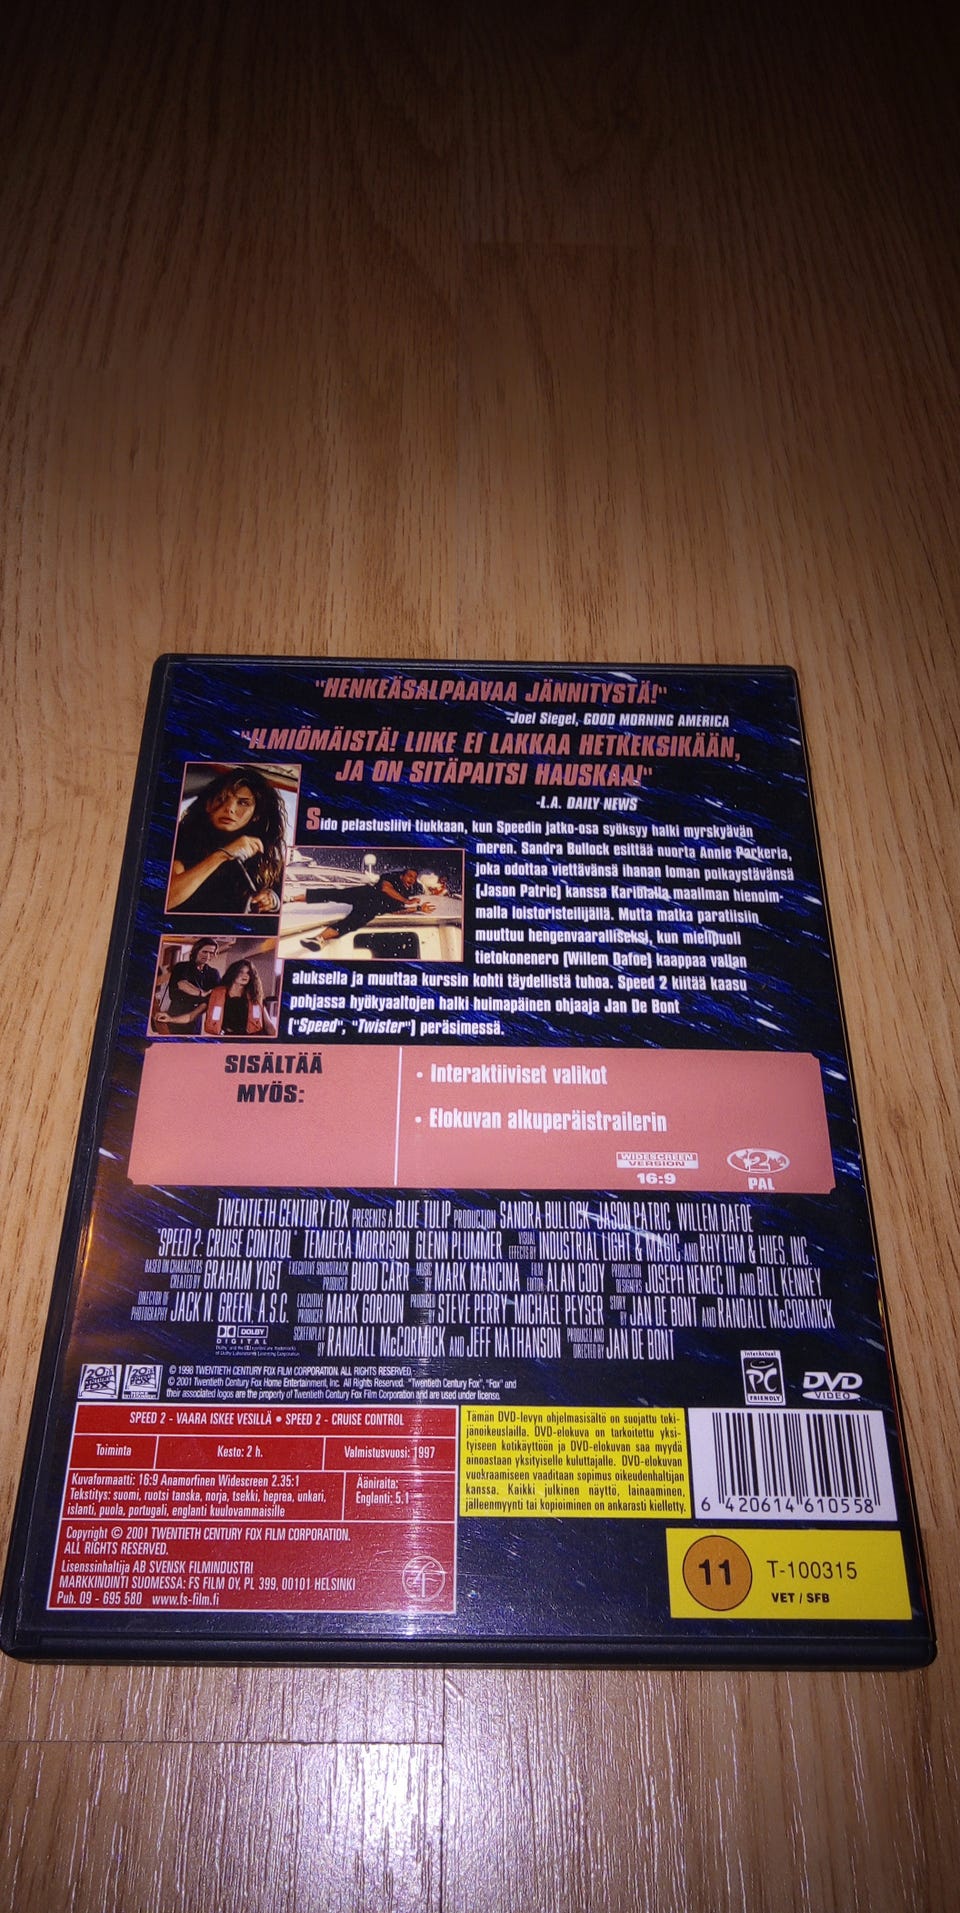 "HENKEÄSALPAAVAA JÄNNITYSTÄ!"
-Joel Siegel, GOOD MORNING AMERICA
"ILMIÖMÄISTÄ! LIIKE EI LAKKAA HETKEKSIKÄÄN,
JA ON SITÄPAITSI HAUSKAA!"
-L.A. DAILY NEWS
Sido pelastusliivi tiukkaan, kun Speedin jatko-osa syöksyy halki myrskyävän
meren. Sandra Bullock esittää nuorta Annie Parkeria,
joka odottaa viettävänsä ihanan loman poikaystävänsä
(Jason Patric) kanssa Karibialla maailman hienoim-
malla loistoristeilijällä. Mutta matka paratiisiin
muuttuu hengenvaaralliseksi, kun mielipuoli
tietokonenero (Willem Dafoe) kaappaa vallan
aluksella ja muuttaa kurssin kohti täydellistä tuhoa. Speed 2 kiitää kaasu
pohjassa hyökyaaltojen halki huimapäinen ohjaaja Jan De Bont
("Speed", "Twister") peräsimessä.
SISÄLTÄÄ
MYÖS:
• Interaktiiviset valikot
• Elokuvan alkuperäistrailerin
WIDESCREEN
VERSION
16:9
2
PAL
TWENTIETH CENTURY FOX PRESENTS A BLUE TULIP PRODUCTION SANDRA BULLOCK JASON PATRIC WILLEM DAFOE
"SPEED 2: CRUISE CONTROL" TEMUERA MORRISON GLENN PLUMMER VISUAL EFFECTS BY INDUSTRIAL LIGHT & MAGIC AND RHYTHM & HUES, INC.
BASED ON CHARACTERS CREATED BY GRAHAM YOST EXECUTIVE SOUNDTRACK PRODUCER BUDD CARR MUSIC BY MARK MANCINA FILM EDITOR ALAN CODY PRODUCTION DESIGNERS JOSEPH NEMEC III AND BILL KENNEY
DIRECTOR OF PHOTOGRAPHY JACK N. GREEN, A.S.C. EXECUTIVE PRODUCER MARK GORDON PRODUCED BY STEVE PERRY MICHAEL PEYSER STORY BY JAN DE BONT AND RANDALL McCORMICK
DOLBY DIGITAL SCREENPLAY BY RANDALL McCORMICK AND JEFF NATHANSON PRODUCED AND DIRECTED BY JAN DE BONT
20th CENTURY FOX
© 1998 TWENTIETH CENTURY FOX FILM CORPORATION. ALL RIGHTS RESERVED.
© 2001 Twentieth Century Fox Home Entertainment, Inc. All Rights Reserved. "Twentieth Century Fox", "Fox" and
their associated logos are the property of Twentieth Century Fox Film Corporation and are used under license.
InterActual
PC
FRIENDLY
DVD
VIDEO
SPEED 2 - VAARA ISKEE VESILLÄ • SPEED 2 - CRUISE CONTROL
Toiminta Kesto: 2 h. Valmistusvuosi: 1997
Kuvaformaatti: 16:9 Anamorfinen Widescreen 2.35:1
Tekstitys: suomi, ruotsi tanska, norja, tsekki, heprea, unkari,
islanti, puola, portugali, englanti kuulovammaisille
Ääniraita:
Englanti: 5.1
Copyright © 2001 TWENTIETH CENTURY FOX FILM CORPORATION.
ALL RIGHTS RESERVED.
Lisenssinhaltija AB SVENSK FILMINDUSTRI
MARKKINOINTI SUOMESSA: FS FILM OY, PL 399, 00101 HELSINKI
Puh. 09 - 695 580 www.fs-film.fi
Tämän DVD-levyn ohjelmasisältö on suojattu teki-
jänoikeuslailla. DVD-elokuva on tarkoitettu yksi-
tyiseen kotikäyttöön ja DVD-elokuvan saa myydä
ainoastaan yksityiselle kuluttajalle. DVD-elokuvan
vuokraamiseen vaaditaan sopimus oikeudenhaltijan
kanssa. Kaikki julkinen näyttö, lainaaminen,
jälleenmyynti tai kopioiminen on ankarasti kielletty.
6 420614 610558
11
T-100315
VET / SFB